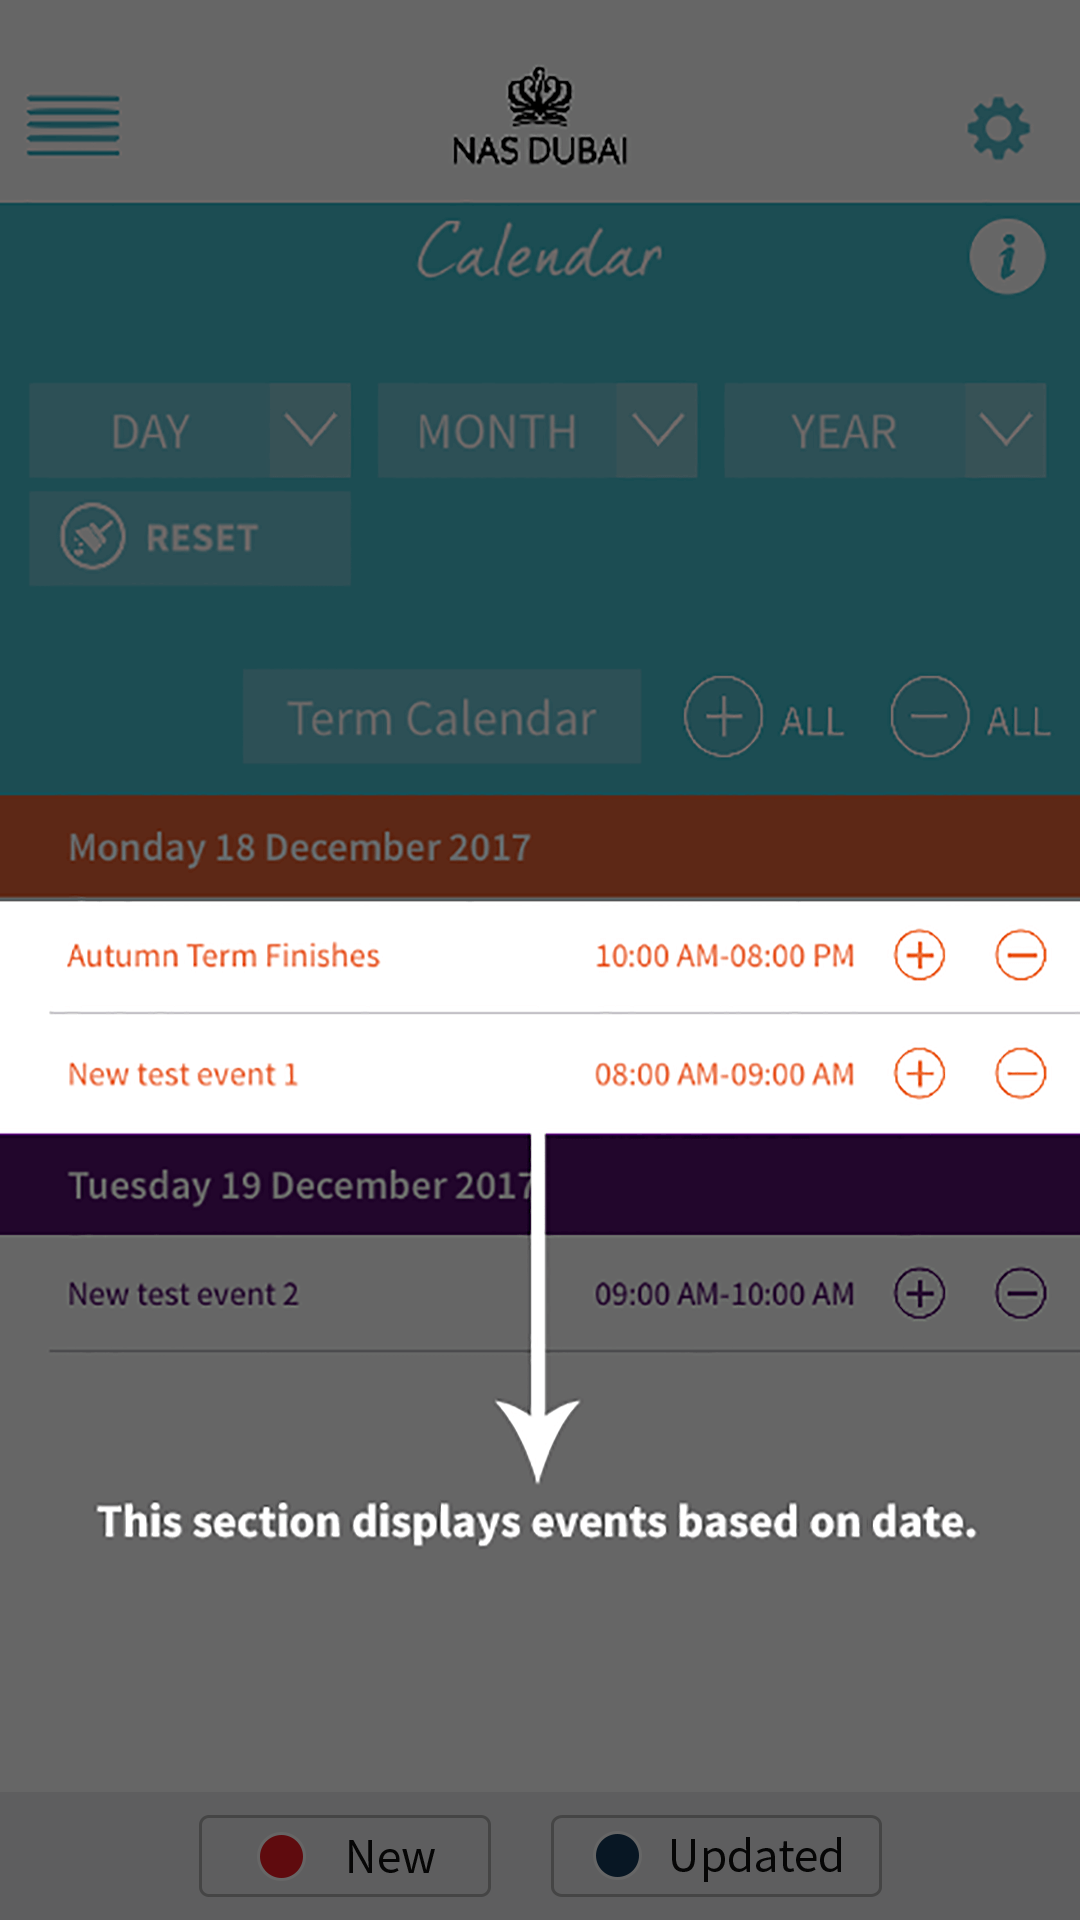 NAS DUBAI
Calendar
i
DAY MONTH YEAR
RESET
Term Calendar ALL ALL
Monday 18 December 2017
Autumn Term Finishes 10:00 AM-08:00 PM
New test event 1 08:00 AM-09:00 AM
Tuesday 19 December 2017
New test event 2 09:00 AM-10:00 AM
This section displays events based on date.
New Updated